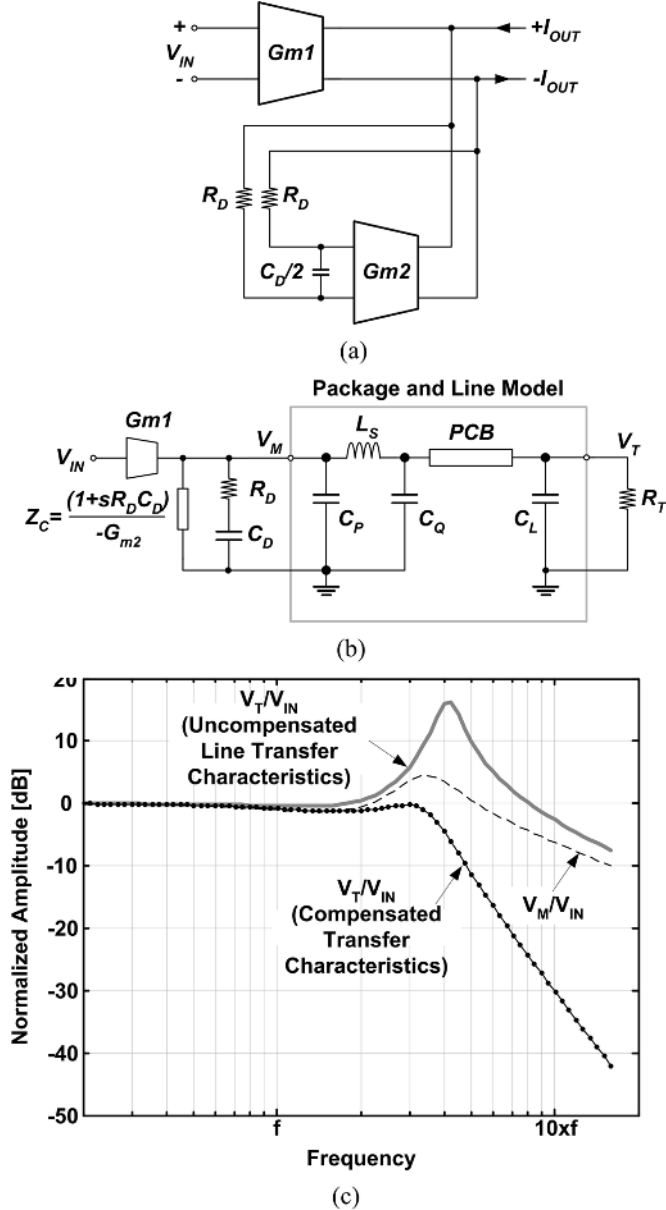 +
V_IN
-
Gm1
+I_OUT
-I_OUT
R_D
R_D
C_D/2
Gm2
(a)
Package and Line Model
Gm1
V_IN
V_M
L_S
PCB
V_T
Z_C= (1+sR_D C_D) / -G_m2
R_D
C_D
C_P
C_Q
C_L
R_T
(b)
20
10
0
-10
-20
-30
-40
-50
Normalized Amplitude [dB]
V_T/V_IN
(Uncompensated
Line Transfer
Characteristics)
V_T/V_IN
(Compensated
Transfer
Characteristics)
V_M/V_IN
f
10xf
Frequency
(c)